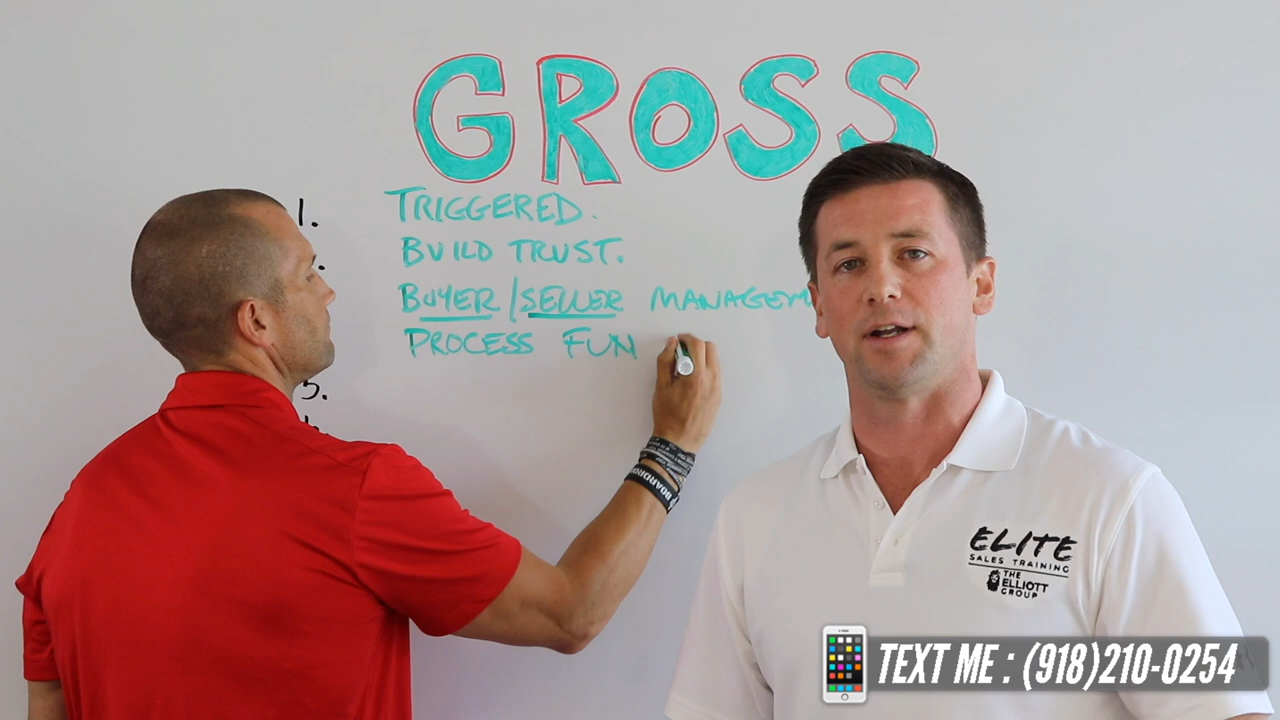 GROSS
1. TRIGGERED.
BUILD TRUST.
BUYER/SELLER MANAGEM
PROCESS FUN
5.
BOARDRO
ELITE
SALES TRAINING
THE
ELLIOTT
GROUP
TEXT ME : (918)210-0254